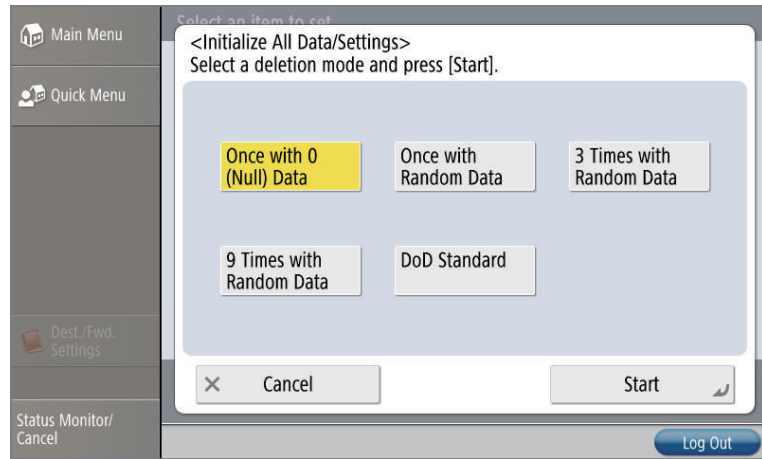 Main Menu
Quick Menu
Dest./Fwd.
Settings
Status Monitor/
Cancel
Select an item to set.
<Initialize All Data/Settings>
Select a deletion mode and press [Start].
Once with 0
(Null) Data
Once with
Random Data
3 Times with
Random Data
9 Times with
Random Data
DoD Standard
Cancel
Start
Log Out